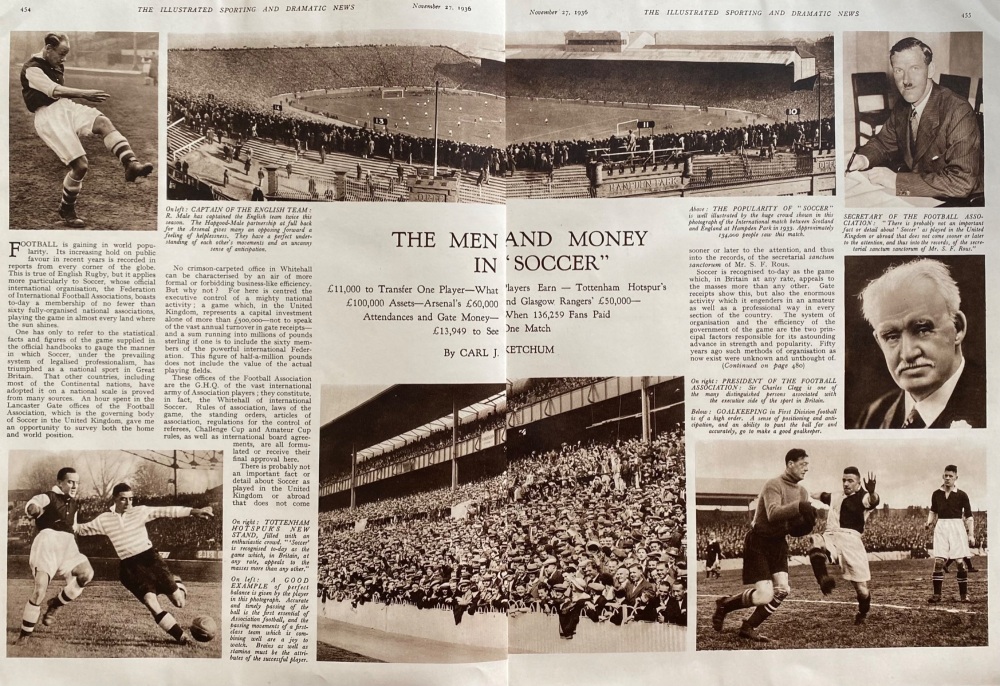 454
THE ILLUSTRATED SPORTING AND DRAMATIC NEWS
November 27, 1936
November 27, 1936
THE ILLUSTRATED SPORTING AND DRAMATIC NEWS
455
14
13
11
10
HAMPDEN PARK
On left: CAPTAIN OF THE ENGLISH TEAM:
R. Male has captained the English team twice this
season. The Hapgood-Male partnership at full back
for the Arsenal gives many an opposing forward a
feeling of helplessness. They have a perfect under-
standing of each other's movements and an uncanny
sense of anticipation.
THE MEN AND MONEY
IN "SOCCER"
£11,000 to Transfer One Player—What Players Earn — Tottenham Hotspur's
£100,000 Assets—Arsenal's £60,000 and Glasgow Rangers' £50,000—
Attendances and Gate Money—When 136,259 Fans Paid
£13,949 to See One Match
By CARL J. KETCHUM
FOOTBALL is gaining in world popu-
larity. Its increasing hold on public
favour in recent years is recorded in
reports from every corner of the globe.
This is true of English Rugby, but it applies
more particularly to Soccer, whose official
international organisation, the Federation
of International Football Associations, boasts
to-day a membership of no fewer than
sixty fully-organised national associations,
playing the game in almost every land where
the sun shines.
One has only to refer to the statistical
facts and figures of the game supplied in
the official handbooks to gauge the manner
in which Soccer, under the prevailing
system of legalised professionalism, has
triumphed as a national sport in Great
Britain. That other countries, including
most of the Continental nations, have
adopted it on a national scale is proved
from many sources. An hour spent in the
Lancaster Gate offices of the Football
Association, which is the governing body
of Soccer in the United Kingdom, gave me
an opportunity to survey both the home
and world position.
No crimson-carpeted office in Whitehall
can be characterised by an air of more
formal or forbidding business-like efficiency.
But why not? For here is centred the
executive control of a mighty national
activity; a game which, in the United
Kingdom, represents a capital investment
alone of more than £500,000—not to speak
of the vast annual turnover in gate receipts—
and a sum running into millions of pounds
sterling if one is to include the sixty mem-
bers of the powerful international Feder-
ation. This figure of half-a-million pounds
does not include the value of the actual
playing fields.
These offices of the Football Association
are the G.H.Q. of the vast international
army of Association players; they constitute,
in fact, the Whitehall of international
Soccer. Rules of association, laws of the
game, the standing orders, articles of
association, regulations for the control of
referees, Challenge Cup and Amateur Cup
rules, as well as international board agree-
ments, are all formu-
lated or receive their
final approval here.
There is probably not
an important fact or
detail about Soccer as
played in the United
Kingdom or abroad
that does not come
On right: TOTTENHAM
HOTSPUR'S NEW
STAND, filled with an
enthusiastic crowd. "'Soccer'
is recognised to-day as the
game which, in Britain, at
any rate, appeals to the
masses more than any other."
On left: A GOOD
EXAMPLE of perfect
balance is given by the player
in this photograph. Accurate
and timely passing of the
ball is the first essential of
Association football, and the
passing movements of a first-
class team which is com-
bining well are a joy to
watch. Brains as well as
stamina must be the attri-
butes of the successful player.
Above: THE POPULARITY OF "SOCCER"
is well illustrated by the huge crowd shown in this
photograph of the International match between Scotland
and England at Hampden Park in 1933. Approximately
134,000 people saw this match.
sooner or later to the attention, and thus
into the records, of the secretarial sanctum
sanctorum of Mr. S. F. Rous.
Soccer is recognised to-day as the game
which, in Britain at any rate, appeals to
the masses more than any other. Gate
receipts show this, but also the enormous
activity which it engenders in an amateur
as well as a professional way in every
section of the country. The system of
organisation and the efficiency of the
government of the game are the two prin-
cipal factors responsible for its astounding
advance in strength and popularity. Fifty
years ago such methods of organisation as
now exist were unknown and unthought of.
(Continued on page 480)
On right: PRESIDENT OF THE FOOTBALL
ASSOCIATION: Sir Charles Clegg is one of
the many distinguished persons associated with
the executive side of the sport in Britain.
Below: GOALKEEPING in First Division football
is of a high order. A sense of positioning and anti-
cipation, and an ability to punt the ball far and
accurately, go to make a good goalkeeper.
SECRETARY OF THE FOOTBALL ASSO-
CIATION: "There is probably not an important
fact or detail about 'Soccer' as played in the United
Kingdom or abroad that does not come sooner or later
to the attention, and thus into the records, of the secre-
tarial sanctum sanctorum of Mr. S. F. Rous."